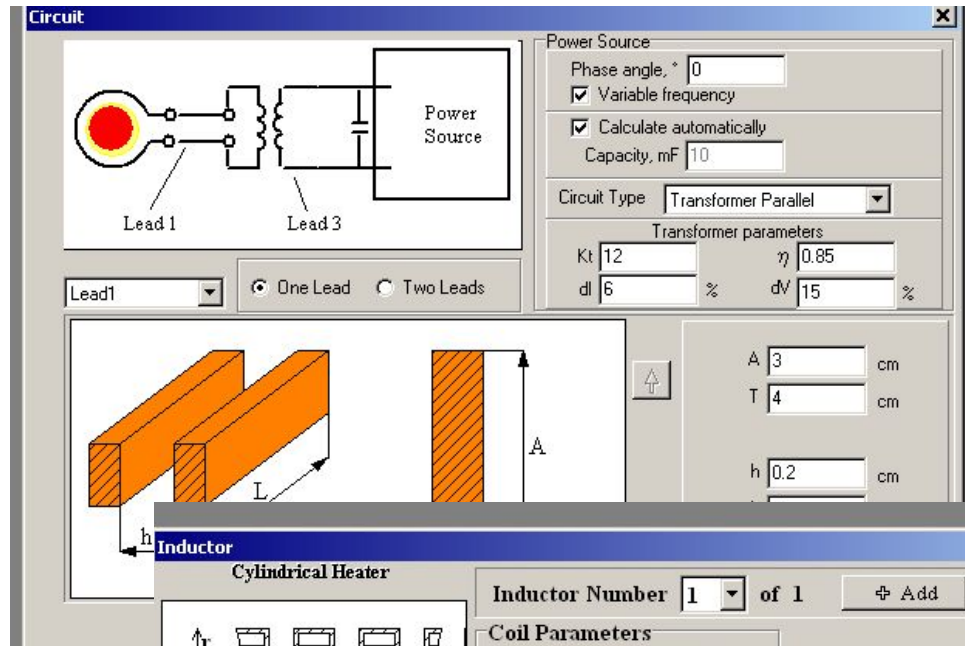 Circuit
Power Source
Phase angle, ° 0
Variable frequency
Calculate automatically
Capacity, mF 10
Circuit Type Transformer Parallel
Transformer parameters
Kt 12 η 0.85
dI 6 % dV 15 %
Power
Source
Lead 1 Lead 3
Lead1 One Lead Two Leads
A 3 cm
T 4 cm
h 0.2 cm
A
L
h
Inductor
Cylindrical Heater
Inductor Number 1 of 1 Add
Coil Parameters
r